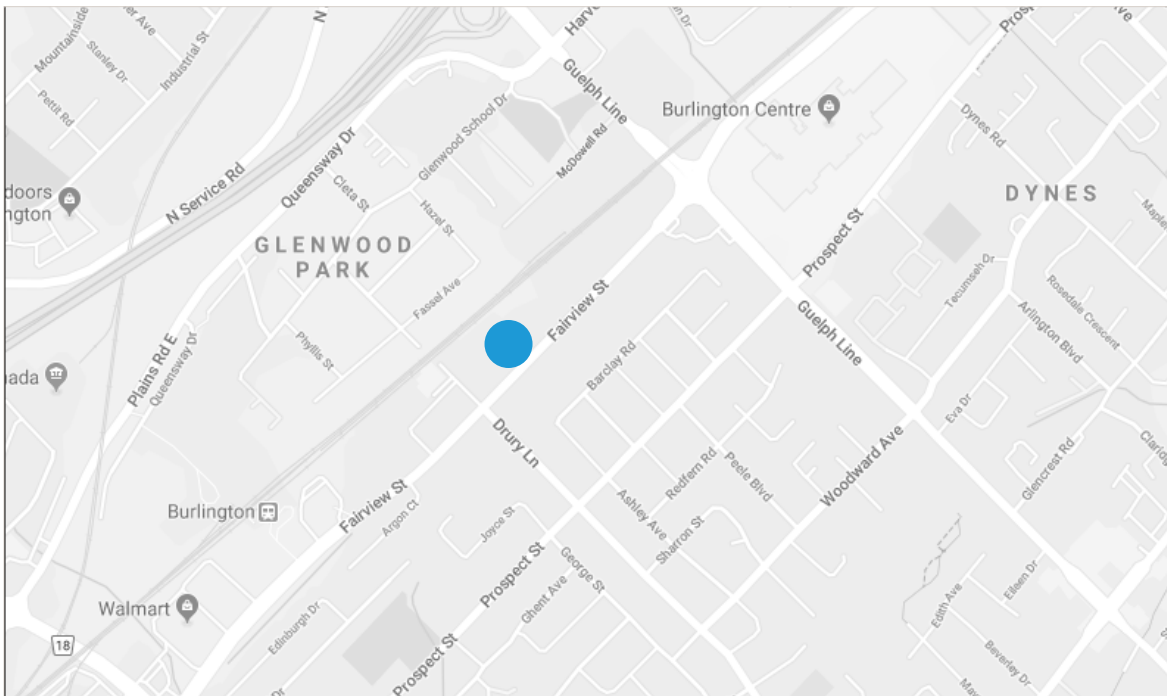 Mountainside
Stanley Dr
Industrial St
Pettit Rd
N
Harve
Guelph Line
Burlington Centre
Dynes Rd
DYNES
N Service Rd
Queensway Dr
Glenwood School Dr
McDowell Rd
Cleta St
Hazel St
GLENWOOD
PARK
Fassel Ave
Phyllis St
Plains Rd E
Queensway Dr
Fairview St
Prospect St
Guelph Line
Tecumseh Dr
Rosedale Crescent
Arlington Blvd
Barclay Rd
Drury Ln
Eva Dr
Woodward Ave
Glencrest Rd
Redfern Rd
Peele Blvd
Ashley Ave
Sharron St
Burlington
Fairview St
Argon Ct
Joyce St
Prospect St
George St
Ghent Ave
Walmart
18
Edinburgh Dr
Prospect St
Edith Ave
Eileen Dr
Beverley Dr